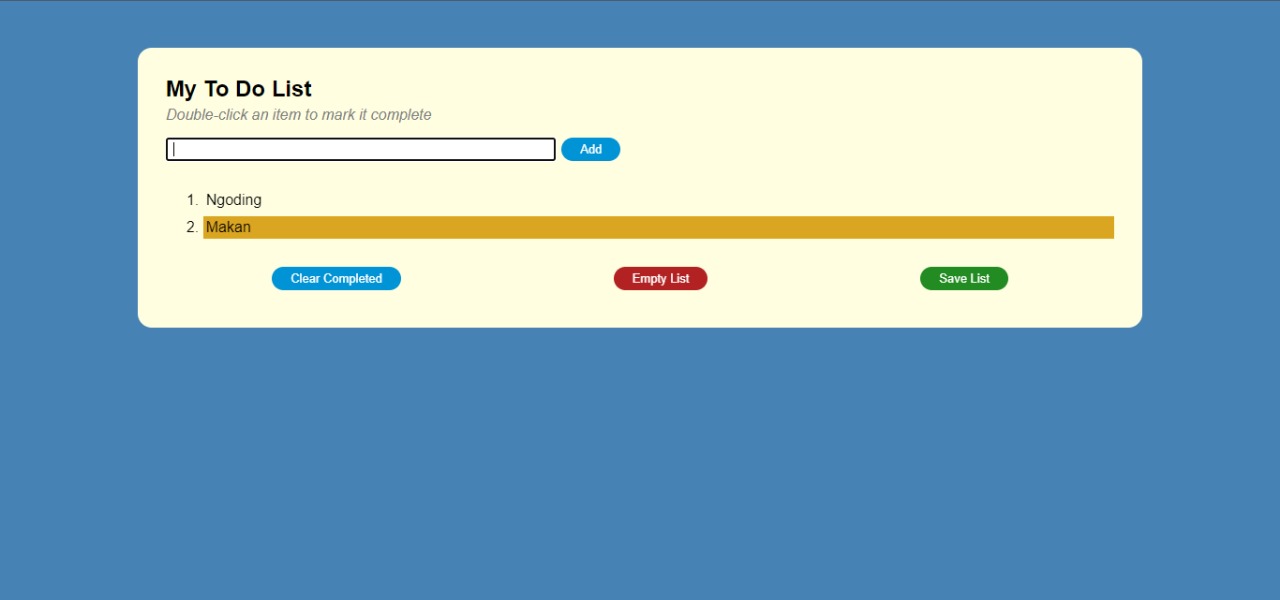 My To Do List
Double-click an item to mark it complete
Add
1. Ngoding
2. Makan
Clear Completed Empty List Save List